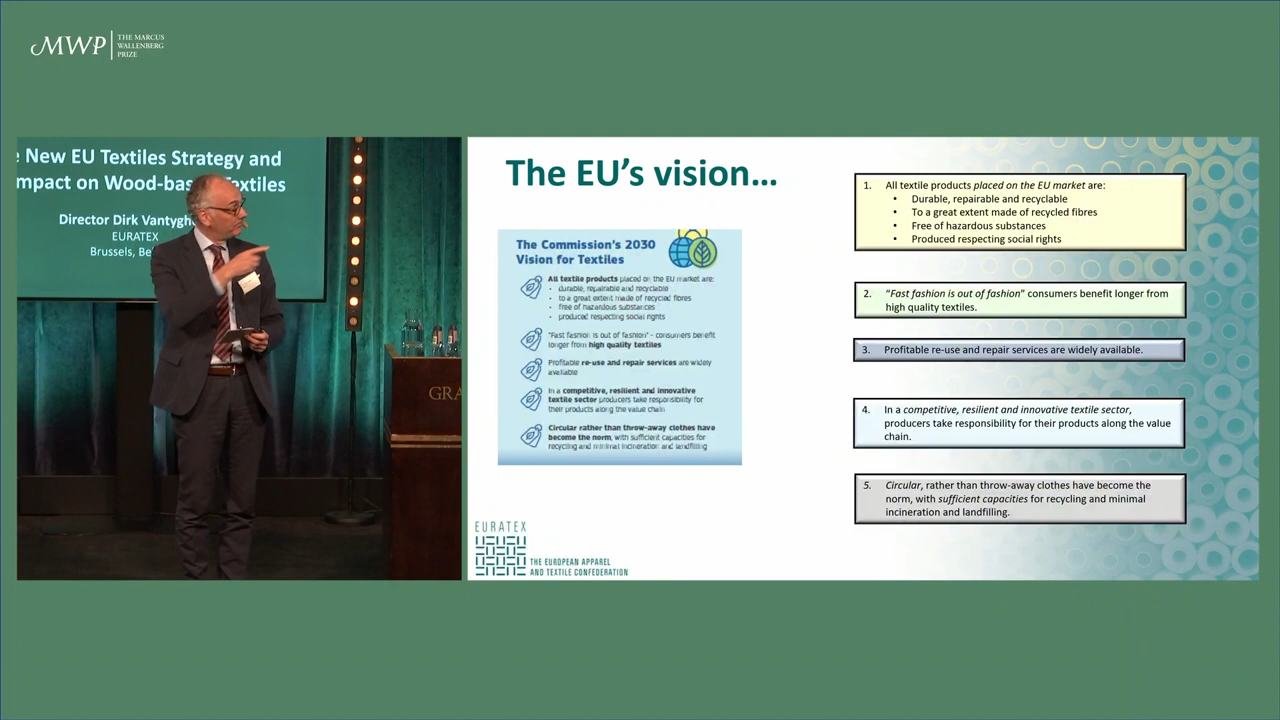 MWP
THE MARCUS
WALLENBERG
PRIZE
New EU Textiles Strategy and
mpact on Wood-bas extiles
Director Dirk Vantygh
EURATEX
Brussels, Be
GRA
The EU's vision...
The Commission's 2030
Vision for Textiles
All textile products placed on the EU market are:
• durable, repairable and recyclable
• to a great extent made of recycled fibres
• free of hazardous substances
• produced respecting social rights
"Fast fashion is out of fashion" - consumers benefit
longer from high quality textiles
Profitable re-use and repair services are widely
available
In a competitive, resilient and innovative
textile sector producers take responsibility for
their products along the value chain
Circular rather than throw-away clothes have
become the norm, with sufficient capacities for
recycling and minimal incineration and landfilling
EURATEX
THE EUROPEAN APPAREL
AND TEXTILE CONFEDERATION
1. All textile products placed on the EU market are:
• Durable, repairable and recyclable
• To a great extent made of recycled fibres
• Free of hazardous substances
• Produced respecting social rights
2. “Fast fashion is out of fashion” consumers benefit longer from
high quality textiles.
3. Profitable re-use and repair services are widely available.
4. In a competitive, resilient and innovative textile sector,
producers take responsibility for their products along the value
chain.
5. Circular, rather than throw-away clothes have become the
norm, with sufficient capacities for recycling and minimal
incineration and landfilling.